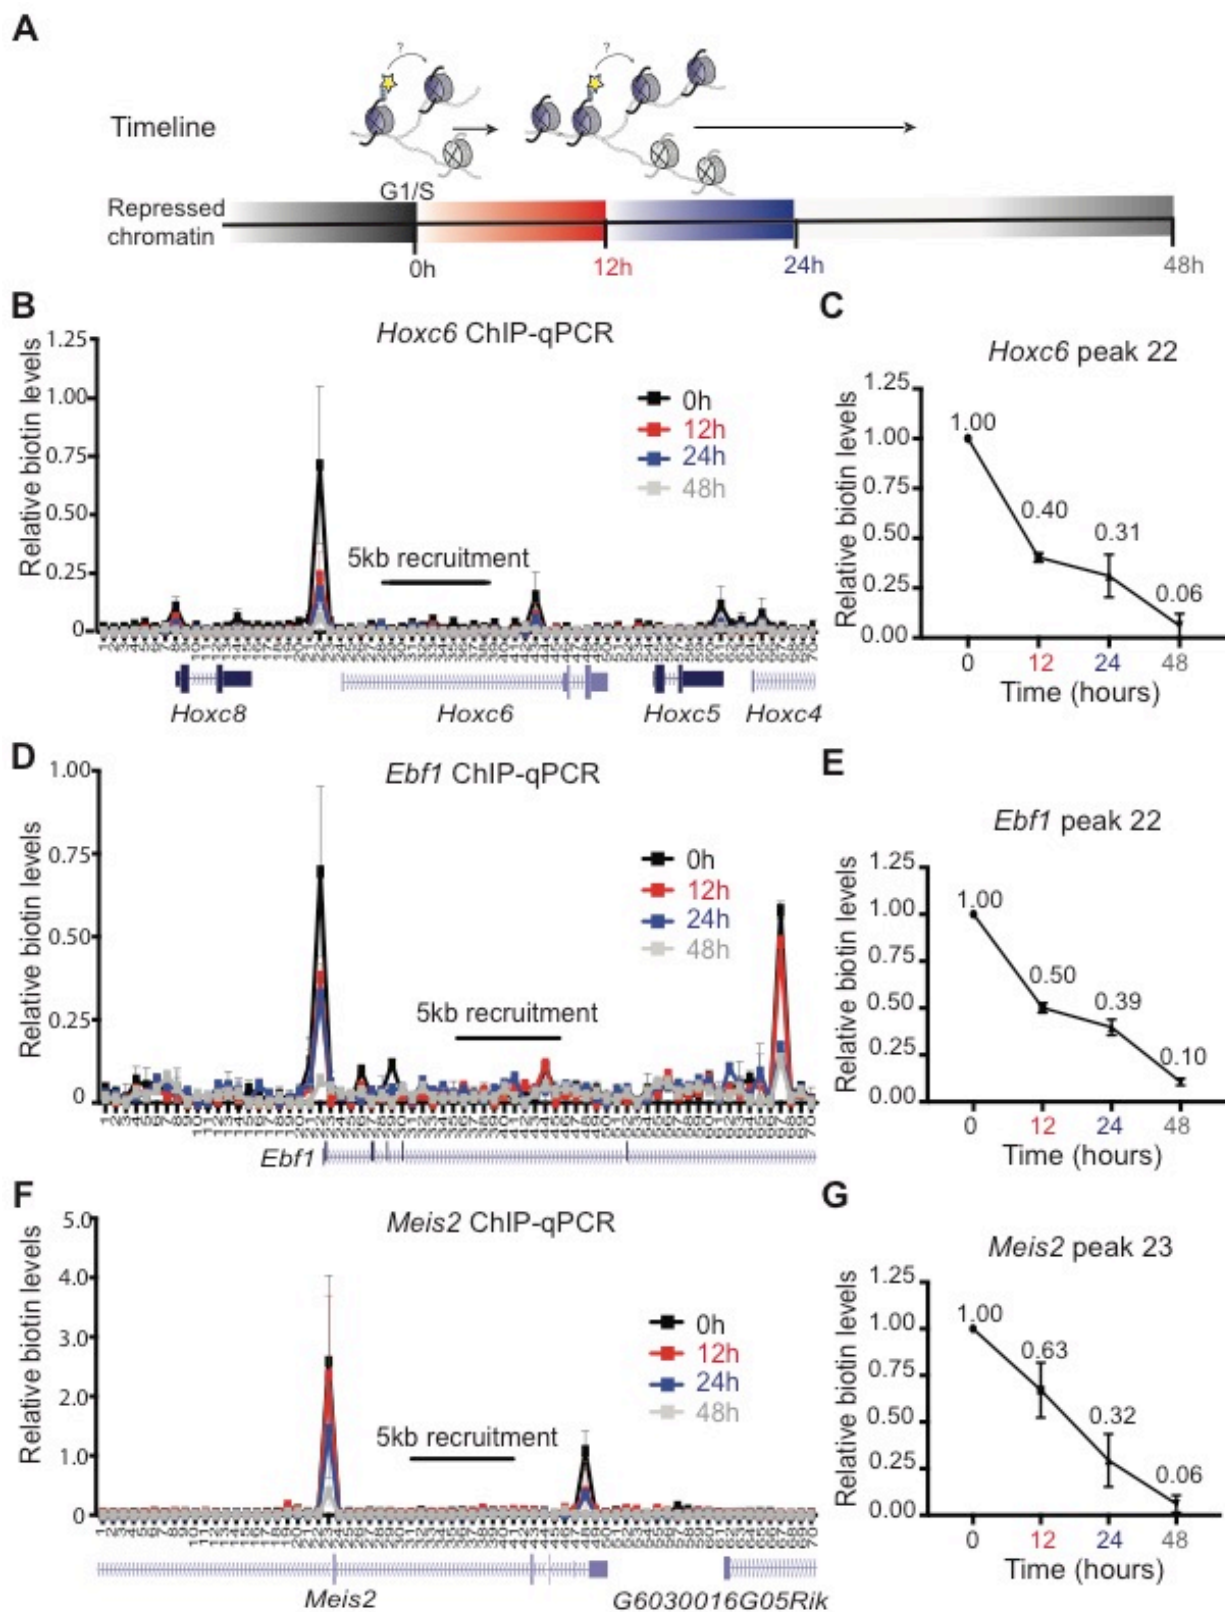 A
?
?
Timeline
G1/S
Repressed
chromatin
0h
12h
24h
48h
B
Hoxc6 ChIP-qPCR
Relative biotin levels
1.25
1.00
0.75
0.50
0.25
0
0h
12h
24h
48h
5kb recruitment
Hoxc8
Hoxc6
Hoxc5
Hoxc4
C
Hoxc6 peak 22
Relative biotin levels
1.25
1.00
0.75
0.50
0.25
0.00
1.00
0.40
0.31
0.06
0
12
24
48
Time (hours)
D
Ebf1 ChIP-qPCR
Relative biotin levels
1.00
0.75
0.50
0.25
0
0h
12h
24h
48h
5kb recruitment
Ebf1
E
Ebf1 peak 22
Relative biotin levels
1.25
1.00
0.75
0.50
0.25
0.00
1.00
0.50
0.39
0.10
0
12
24
48
Time (hours)
F
Meis2 ChIP-qPCR
Relative biotin levels
5.0
4.0
3.0
2.0
1.0
0
0h
12h
24h
48h
5kb recruitment
Meis2
G6030016G05Rik
G
Meis2 peak 23
Relative biotin levels
1.25
1.00
0.75
0.50
0.25
0.00
1.00
0.63
0.32
0.06
0
12
24
48
Time (hours)